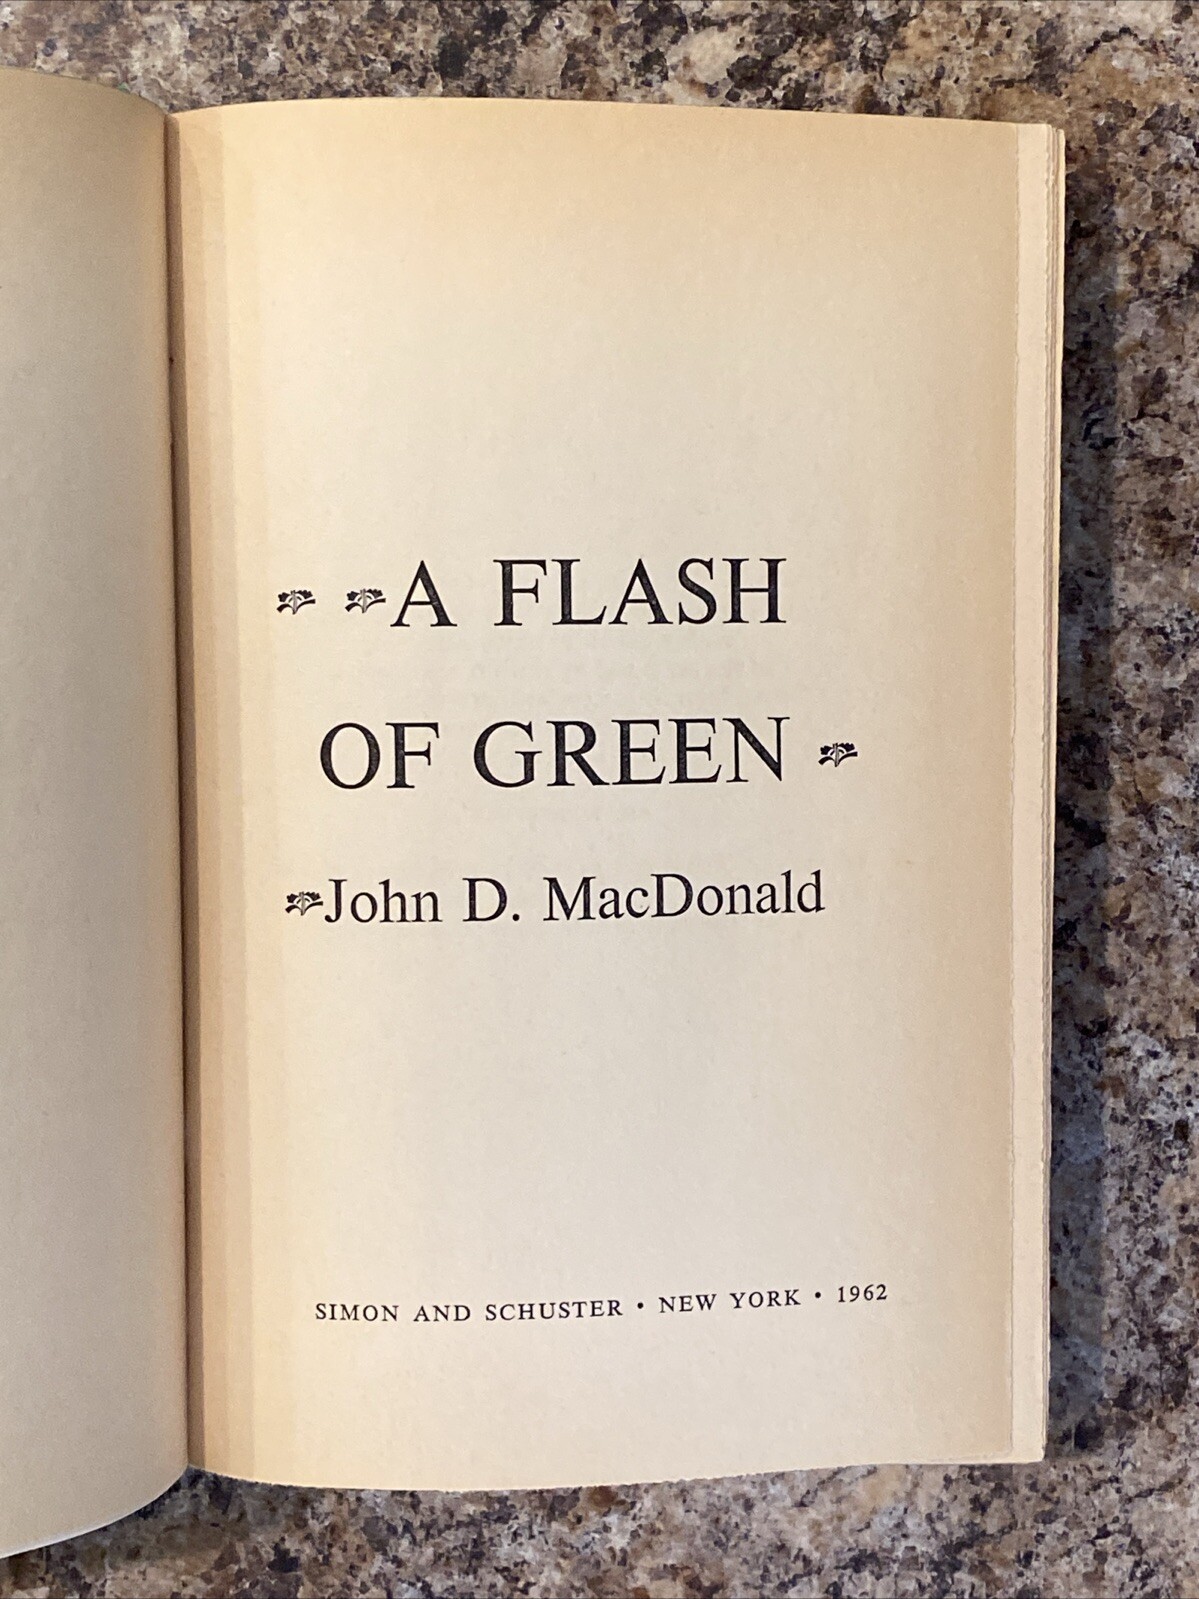 A FLASH
OF GREEN
John D. MacDonald
SIMON AND SCHUSTER • NEW YORK • 1962